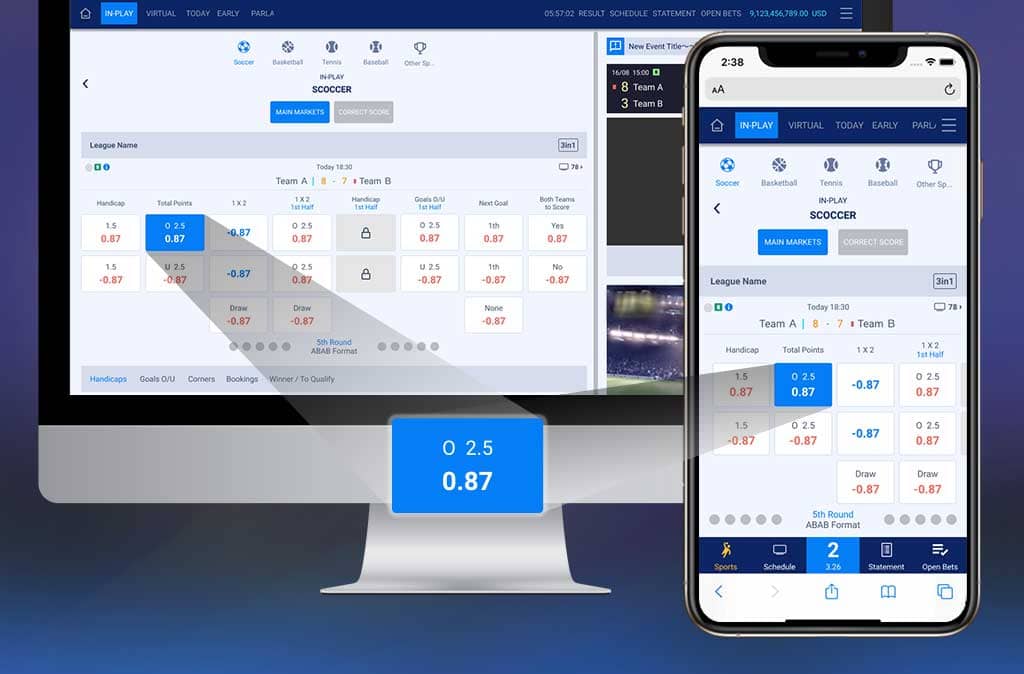 IN-PLAY VIRTUAL TODAY EARLY PARLA 05:57:02 RESULT SCHEDULE STATEMENT OPEN BETS 9,123,456,789.00 USD
Soccer Basketball Tennis Baseball Other Sp...
IN-PLAY
SCOCCER
MAIN MARKETS CORRECT SCORE
League Name 3in1
Today 18:30 78
Team A 8 - 7 Team B
Handicap Total Points 1 X 2 1 X 2 Handicap Goals O/U Next Goal Both Teams
1st Half 1st Half 1st Half to Score
1.5 O 2.5 -0.87 O 2.5 O 2.5 1th Yes
0.87 0.87 0.87 0.87 0.87 0.87
1.5 U 2.5 -0.87 O 2.5 U 2.5 1th No
-0.87 -0.87 0.87 -0.87 -0.87 -0.87
Draw Draw None
-0.87 -0.87 -0.87
5th Round
ABAB Format
Handicaps Goals O/U Corners Bookings Winner / To Qualify
New Event Title~~
16/08 15:00
8 Team A
3 Team B
O 2.5
0.87
2:38
AA
IN-PLAY VIRTUAL TODAY EARLY PARL
Soccer Basketball Tennis Baseball Other Sp...
IN-PLAY
SCOCCER
MAIN MARKETS CORRECT SCORE
League Name 3in1
Today 18:30 78
Team A 8 - 7 Team B
Handicap Total Points 1 X 2 1 X 2
1st Half
1.5 O 2.5 -0.87 O 2.5
0.87 0.87 0.87
1.5 O 2.5 -0.87 O 2.5
-0.87 -0.87 0.87
Draw Draw
-0.87 -0.87
5th Round
ABAB Format
Sports Schedule 2 Statement Open Bets
3.26